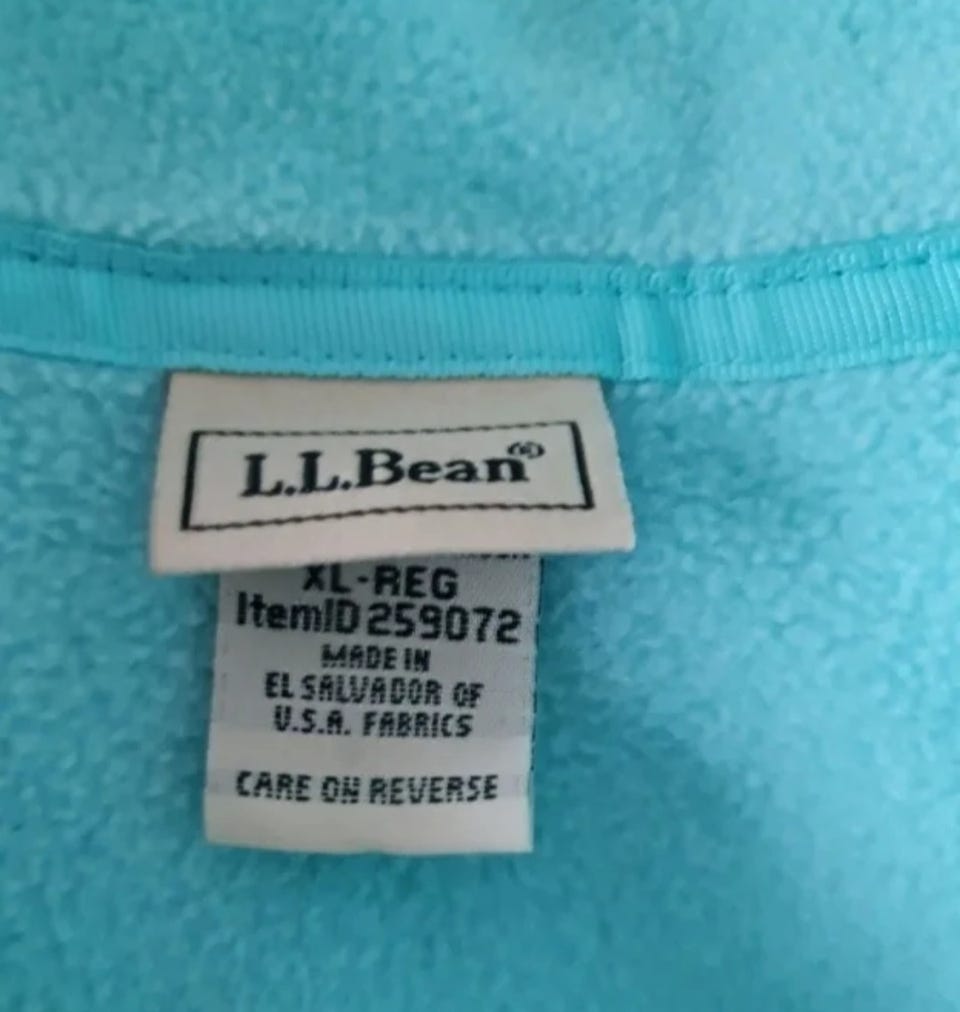 L.L.Bean®
XL-REG
ItemID 259072
MADE IN
EL SALVADOR OF
U.S.A. FABRICS
CARE ON REVERSE